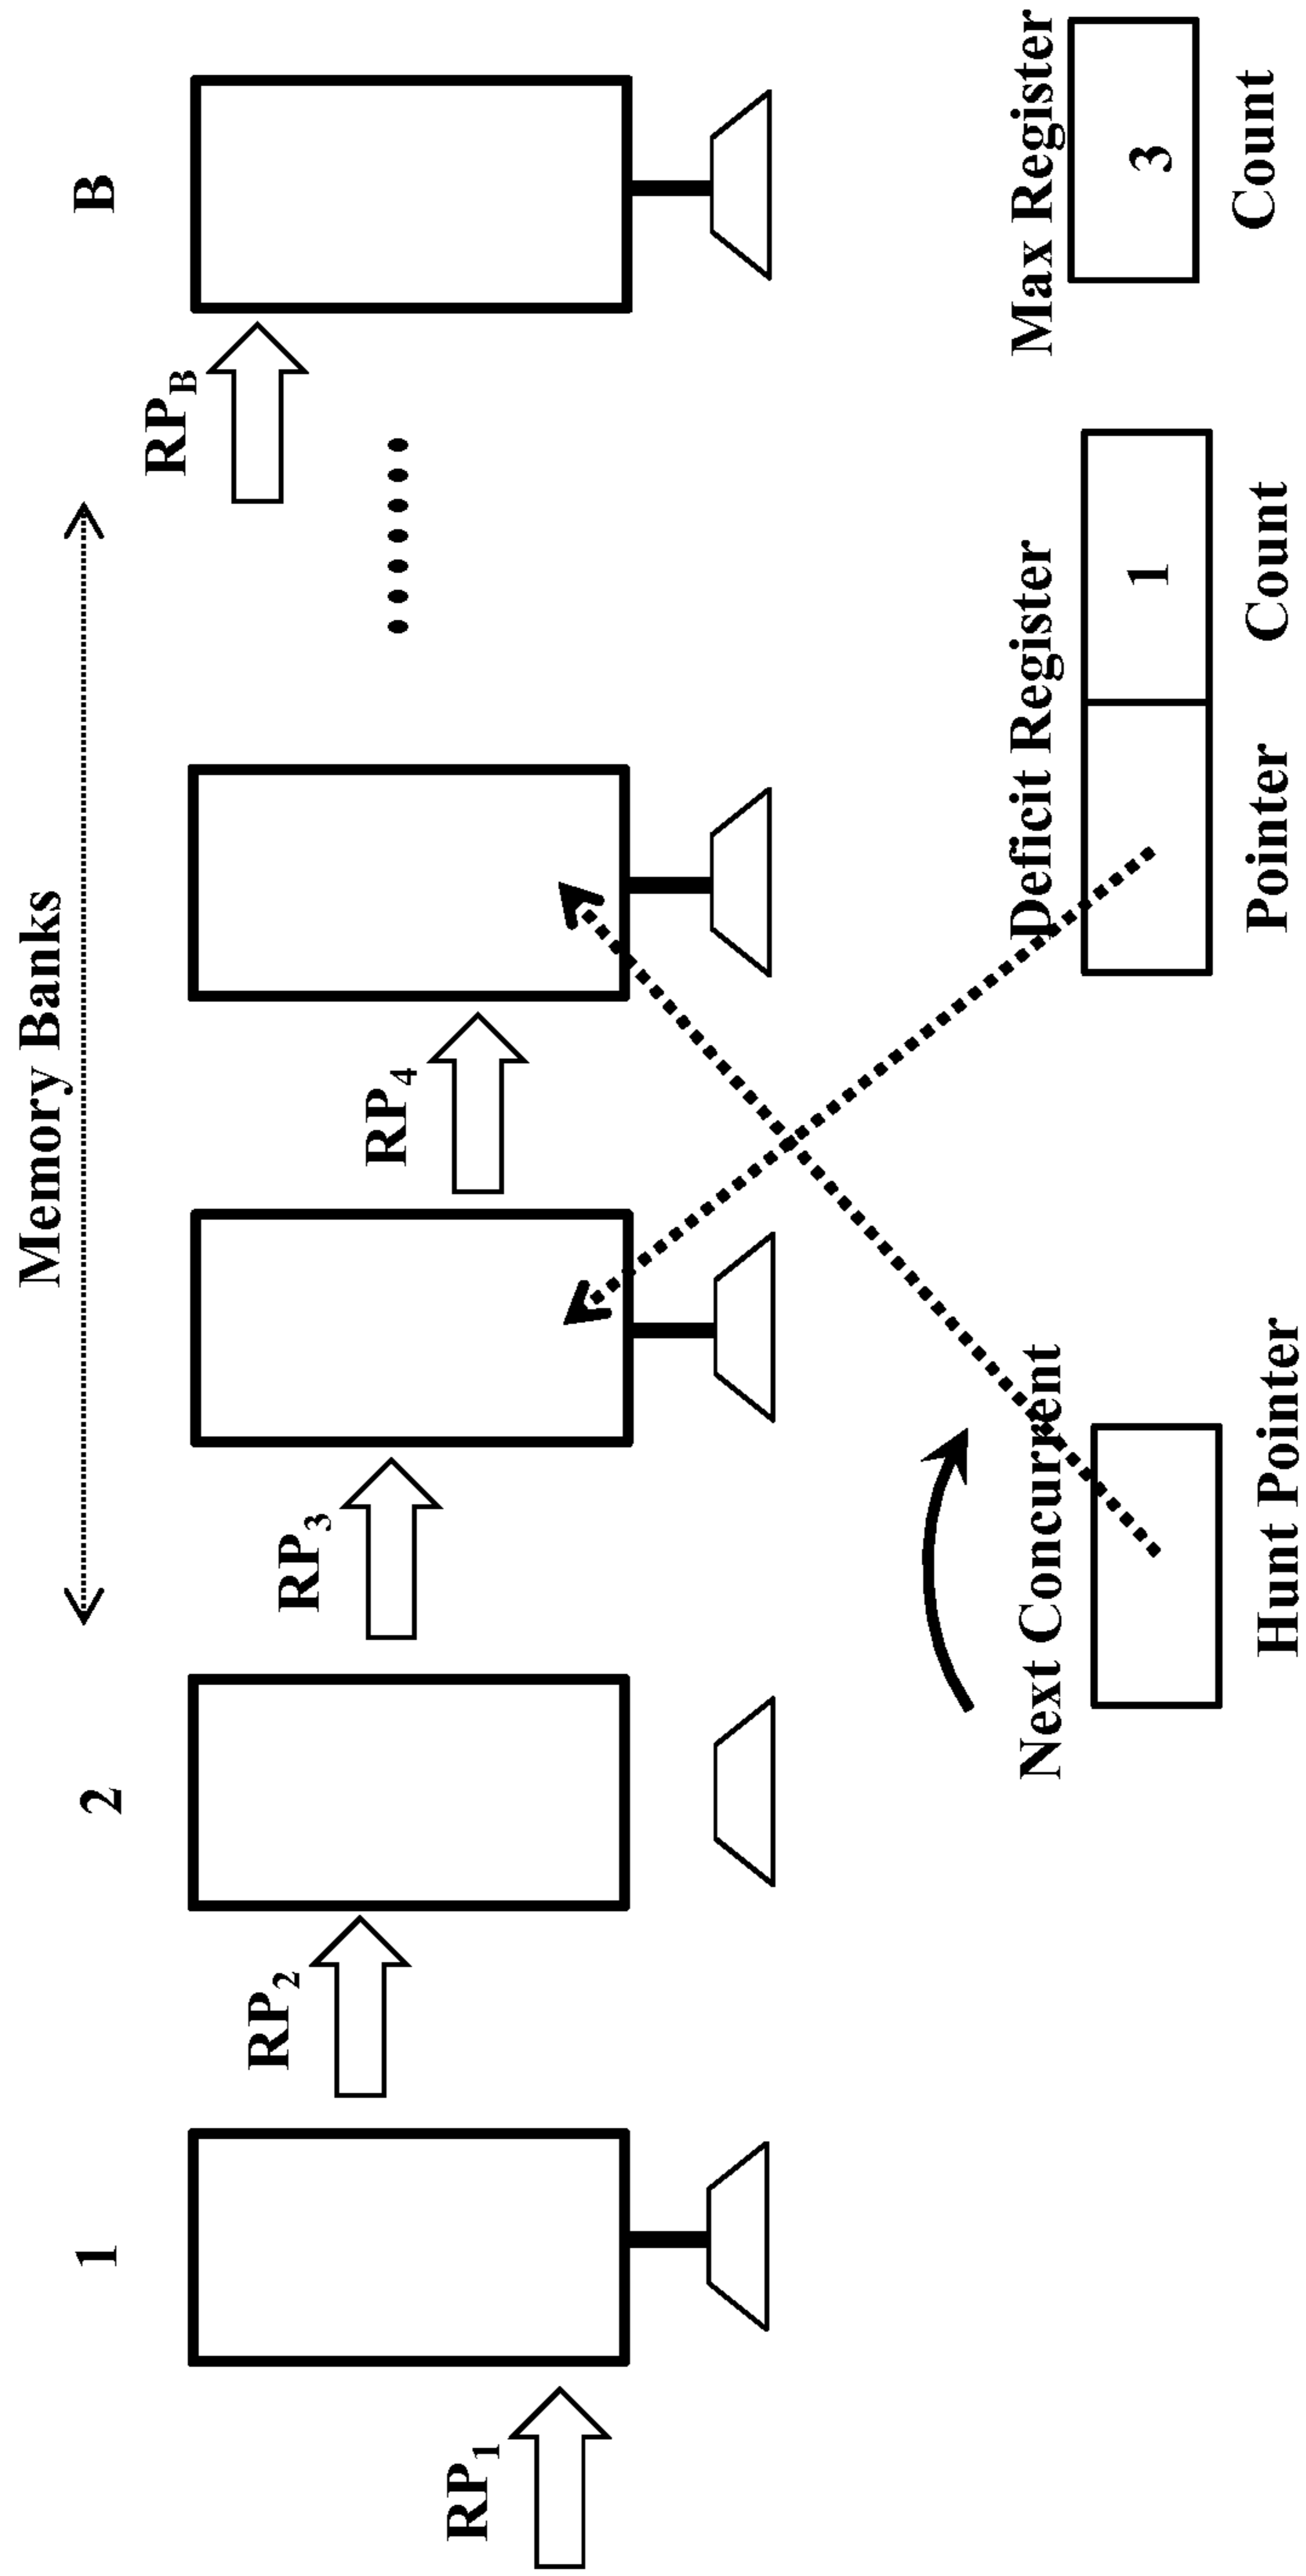 Memory Banks
1
2
B
RP1
RP2
RP3
RP4
RPB
Next Concurrent
Hunt Pointer
Deficit Register
1
Pointer
Count
Max Register
3
Count